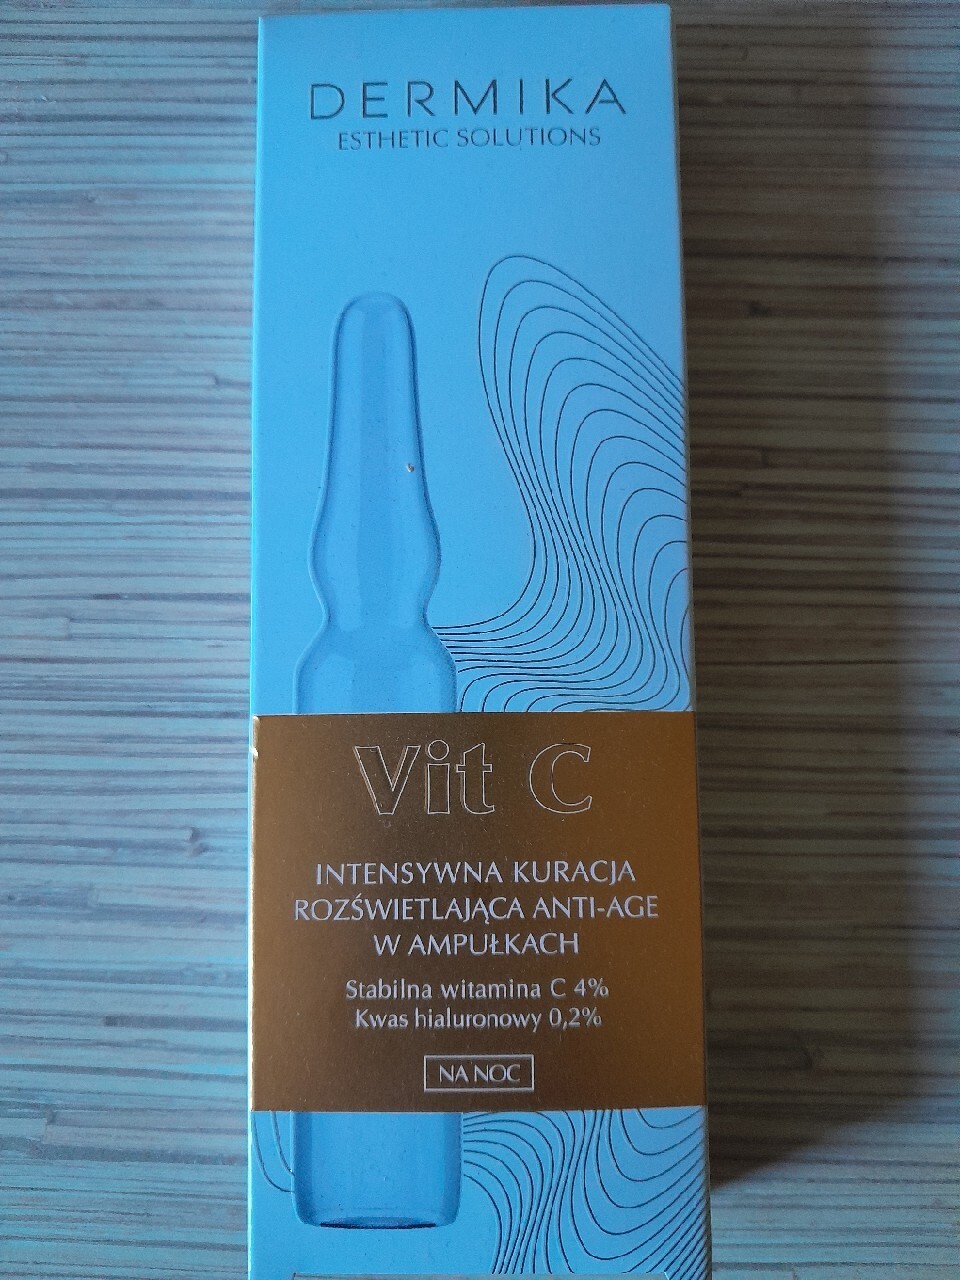 DERMIKA
ESTHETIC SOLUTIONS
Vit C
INTENSYWNA KURACJA
ROZŚWIETLAJĄCA ANTI-AGE
W AMPUŁKACH
Stabilna witamina C 4%
Kwas hialuronowy 0,2%
NA NOC